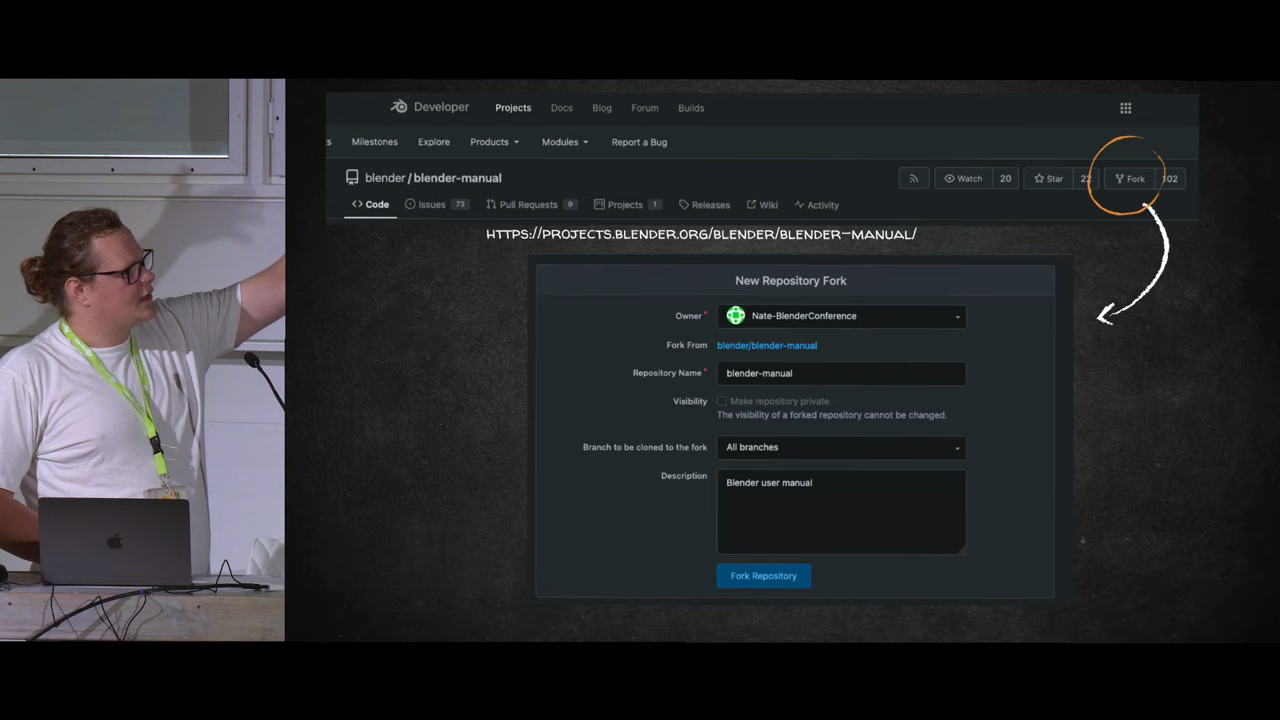 Developer Projects Docs Blog Forum Builds
s Milestones Explore Products Modules Report a Bug
blender / blender-manual Watch 20 Star 22 Fork 102
Code Issues 73 Pull Requests 9 Projects 1 Releases Wiki Activity
HTTPS://PROJECTS.BLENDER.ORG/BLENDER/BLENDER-MANUAL/
New Repository Fork
Owner * Nate-BlenderConference
Fork From blender/blender-manual
Repository Name * blender-manual
Visibility Make repository private
The visibility of a forked repository cannot be changed.
Branch to be cloned to the fork All branches
Description Blender user manual
Fork Repository